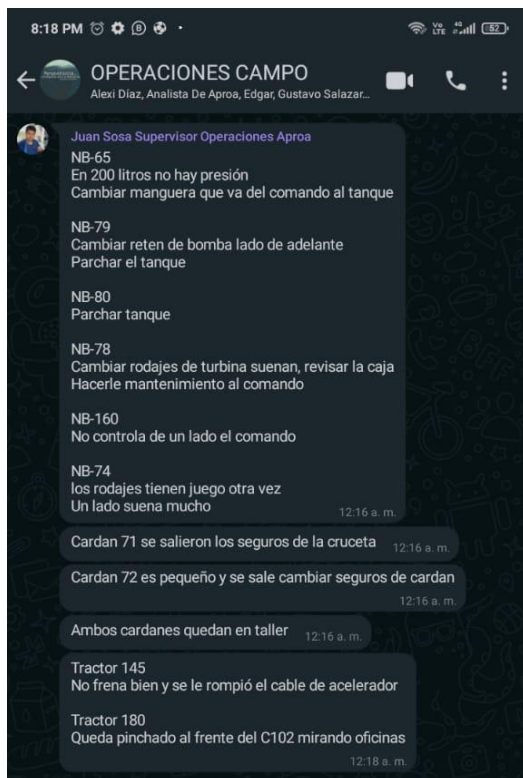 8:18 PM
Vo LTE 4G 52
OPERACIONES CAMPO
Alexi Díaz, Analista De Aproa, Edgar, Gustavo Salazar...
Juan Sosa Supervisor Operaciones Aproa
NB-65
En 200 litros no hay presión
Cambiar manguera que va del comando al tanque
NB-79
Cambiar reten de bomba lado de adelante
Parchar el tanque
NB-80
Parchar tanque
NB-78
Cambiar rodajes de turbina suenan, revisar la caja
Hacerle mantenimiento al comando
NB-160
No controla de un lado el comando
NB-74
los rodajes tienen juego otra vez
Un lado suena mucho
12:16 a. m.
Cardan 71 se salieron los seguros de la cruceta 12:16 a. m.
Cardan 72 es pequeño y se sale cambiar seguros de cardan
12:16 a. m.
Ambos cardanes quedan en taller 12:16 a. m.
Tractor 145
No frena bien y se le rompió el cable de acelerador
Tractor 180
Queda pinchado al frente del C102 mirando oficinas
12:18 a. m.